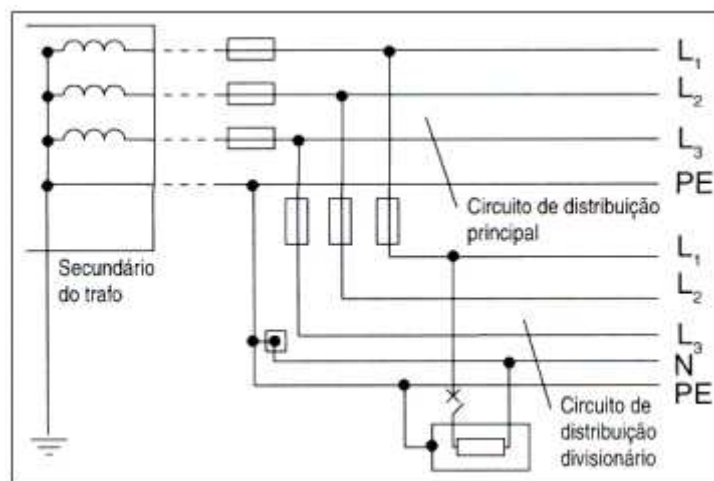 L₁
L₂
L₃
PE
Circuito de distribuição
principal
Secundário
do trafo
L₁
L₂
L₃
N
PE
Circuito de
distribuição
divisionário